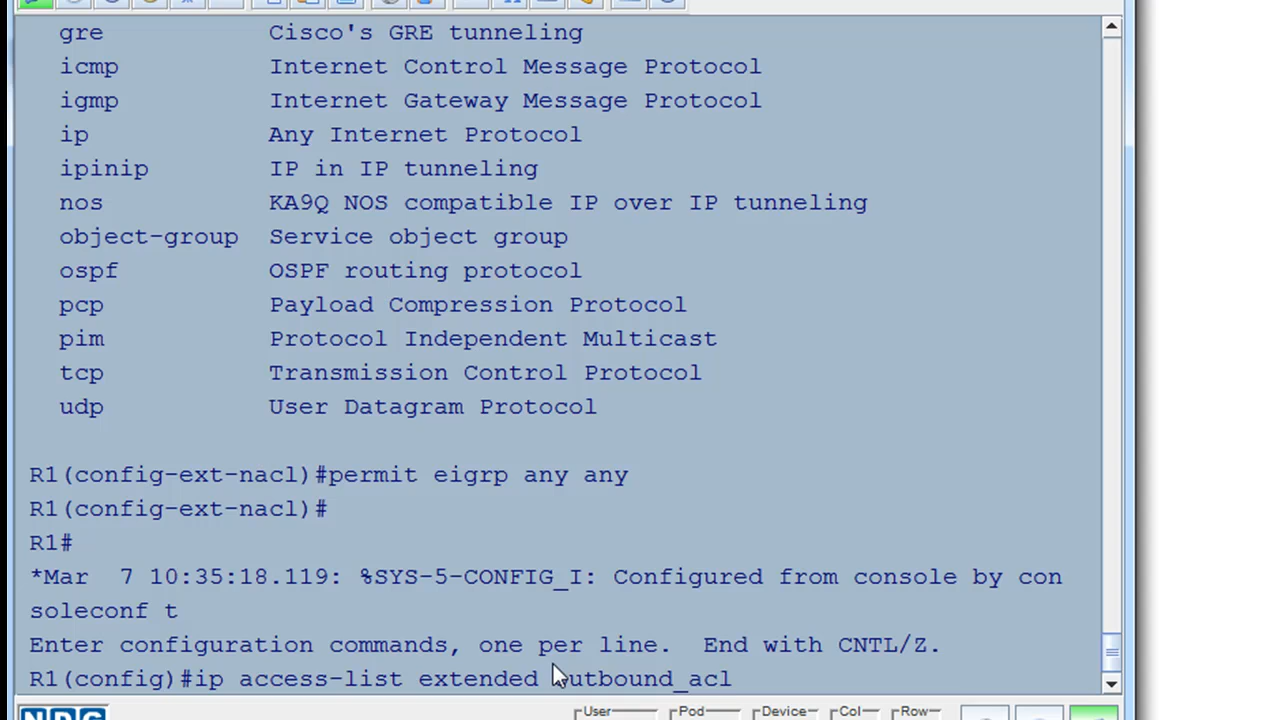 gre Cisco's GRE tunneling
icmp Internet Control Message Protocol
igmp Internet Gateway Message Protocol
ip Any Internet Protocol
ipinip IP in IP tunneling
nos KA9Q NOS compatible IP over IP tunneling
object-group Service object group
ospf OSPF routing protocol
pcp Payload Compression Protocol
pim Protocol Independent Multicast
tcp Transmission Control Protocol
udp User Datagram Protocol
R1(config-ext-nacl)#permit eigrp any any
R1(config-ext-nacl)#
R1#
*Mar  7 10:35:18.119: %SYS-5-CONFIG_I: Configured from console by con
soleconf t
Enter configuration commands, one per line.  End with CNTL/Z.
R1(config)#ip access-list extended outbound_acl
NDG User Pod Device Col Row